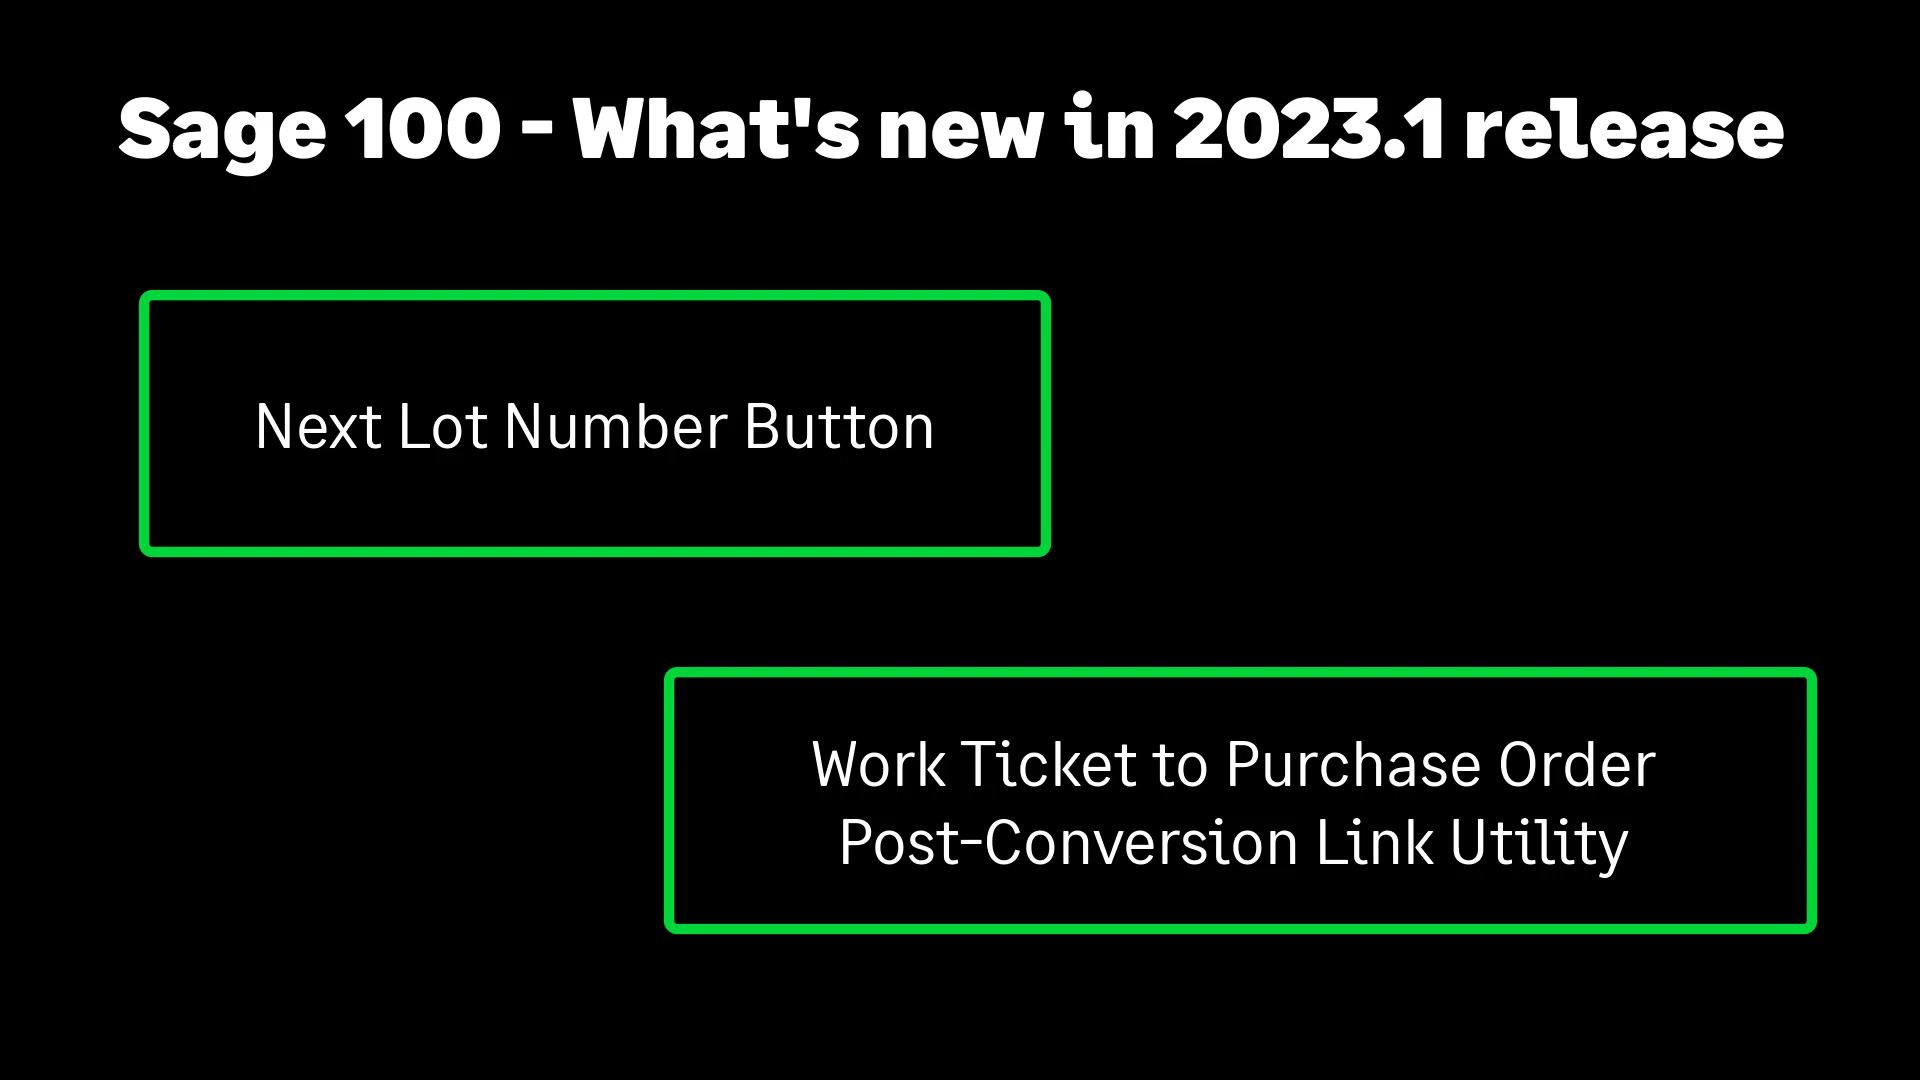 Sage 100 - What's new in 2023.1 release
Next Lot Number Button
Work Ticket to Purchase Order
Post-Conversion Link Utility